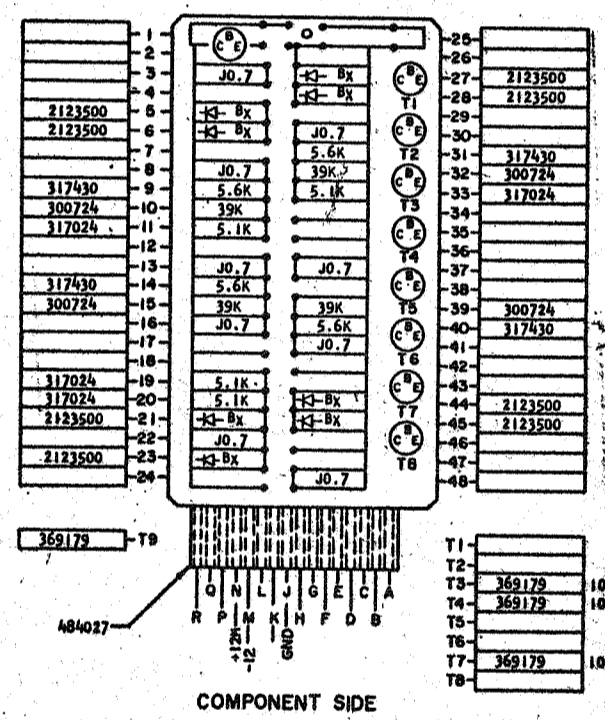 1
2
3
4
2123500 5
2123500 6
7
8
317430 9
300724 10
317024 11
12
13
317430 14
300724 15
16
17
18
317024 19
317024 20
2123500 21
22
2123500 23
24
369179 T9
484027
C B E
J0.7
BX
BX
J0.7
5.6K
39K
5.1K
J0.7
5.6K
39K
J0.7
5.1K
5.1K
BX
J0.7
BX
BX
BX
J0.7
5.6K
39K
5.1K
J0.7
39K
5.6K
J0.7
BX
BX
J0.7
C B E
T1
C B E
T2
C B E
T3
C B E
T4
C B E
T5
C B E
T6
C B E
T7
C B E
T8
25
26
27 2123500
28 2123500
29
30
31 317430
32 300724
33 317024
34
35
36
37
38
39 300724
40 317430
41
42
43
44 2123500
45 2123500
46
47
48
R Q P N M L K J H G F E D C B A
+12M
-12
GND
T1
T2
T3 369179 10
T4 369179 10
T5
T6
T7 369179 10
T8
COMPONENT SIDE